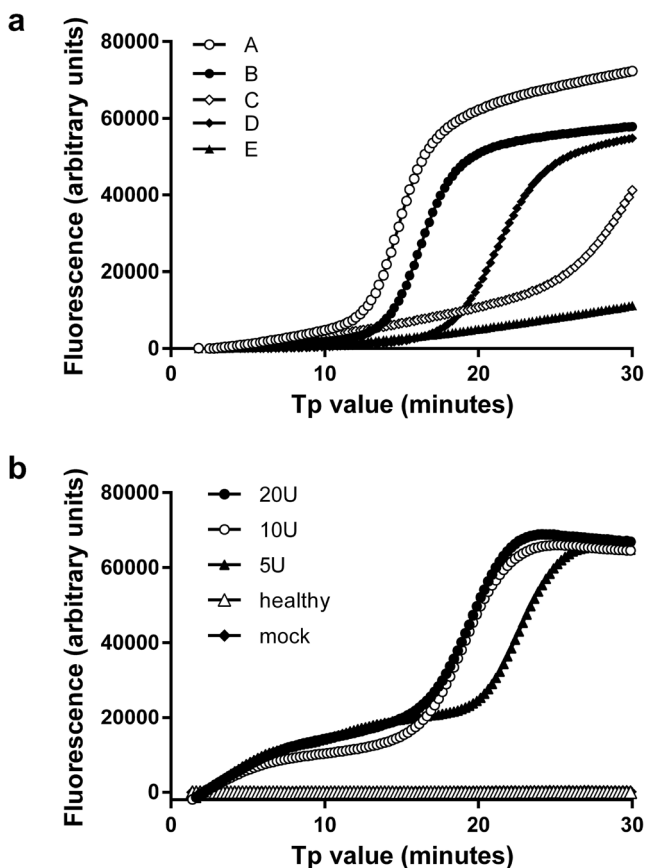 a
Fluorescence (arbitrary units)
80000
60000
40000
20000
0
A
B
C
D
E
0 10 20 30
Tp value (minutes)
b
Fluorescence (arbitrary units)
80000
60000
40000
20000
0
20U
10U
5U
healthy
mock
0 10 20 30
Tp value (minutes)